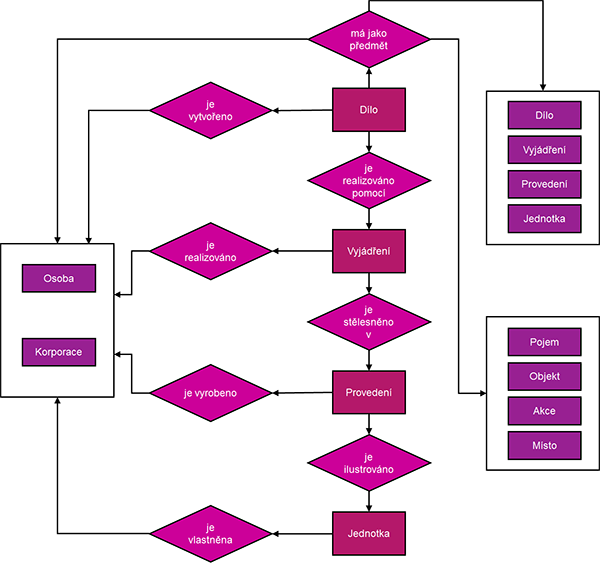 má jako
předmět
je
vytvořeno
Dílo
Dílo
Vyjádření
Provedení
Jednotka
je
realizováno
pomocí
je
realizováno
Vyjádření
Osoba
Korporace
je
stělesněno
v
Pojem
Objekt
Akce
Místo
je vyrobeno
Provedení
je
ilustrováno
je
vlastněna
Jednotka